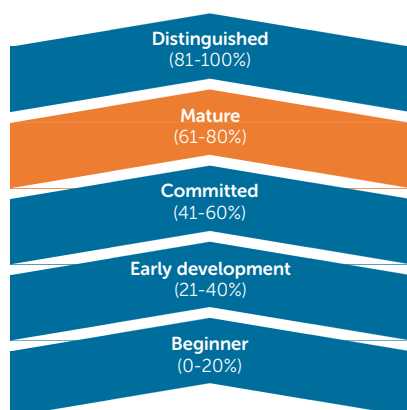 Distinguished
(81-100%)
Mature
(61-80%)
Committed
(41-60%)
Early development
(21-40%)
Beginner
(0-20%)